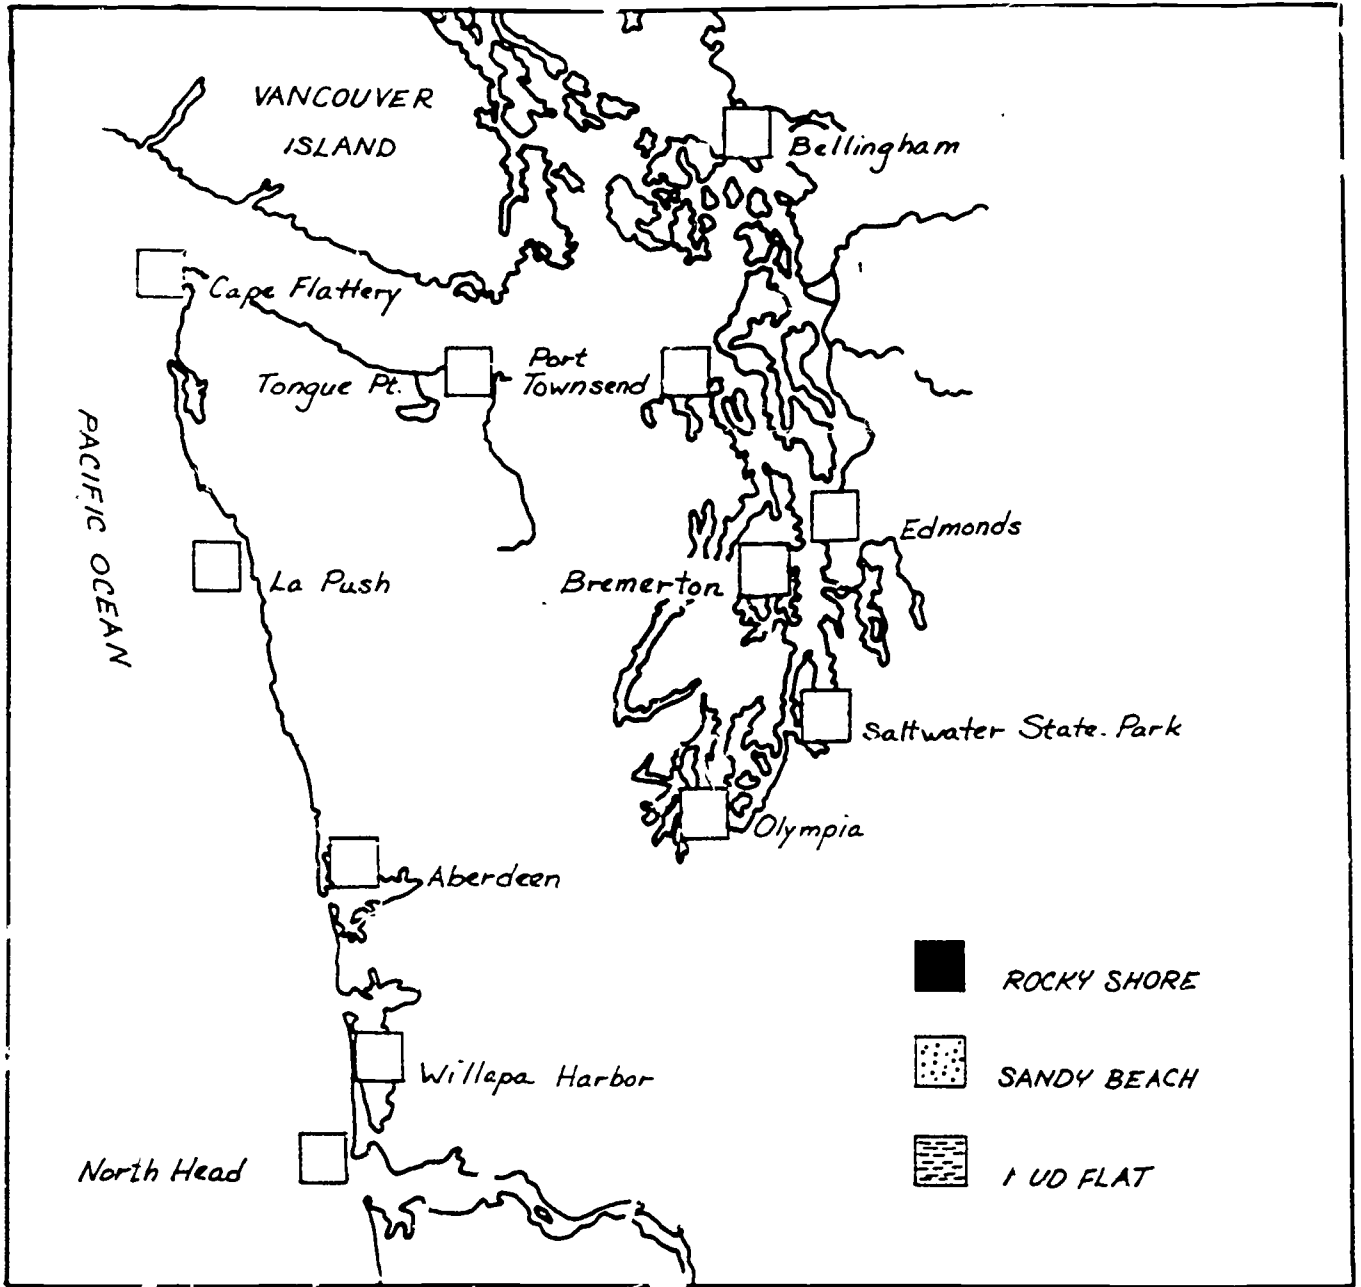 VANCOUVER
ISLAND
Bellingham
Cape Flattery
Port
Townsend
Tongue Pt.
PACIFIC OCEAN
Edmonds
La Push
Bremerton
Saltwater State. Park
Olympia
Aberdeen
ROCKY SHORE
Willapa Harbor
SANDY BEACH
North Head
UD FLAT